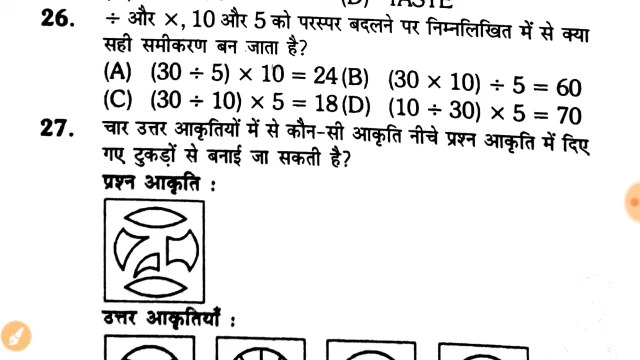 (D) TASTE
26. ÷ और ×, 10 और 5 को परस्पर बदलने पर निम्नलिखित में से क्या
सही समीकरण बन जाता है?
(A) (30 ÷ 5) × 10 = 24 (B) (30 × 10) ÷ 5 = 60
(C) (30 ÷ 10) × 5 = 18 (D) (10 ÷ 30) × 5 = 70
27. चार उत्तर आकृतियों में से कौन-सी आकृति नीचे प्रश्न आकृति में दिए
गए टुकड़ों से बनाई जा सकती है?
प्रश्न आकृति :
उत्तर आकृतियाँ :